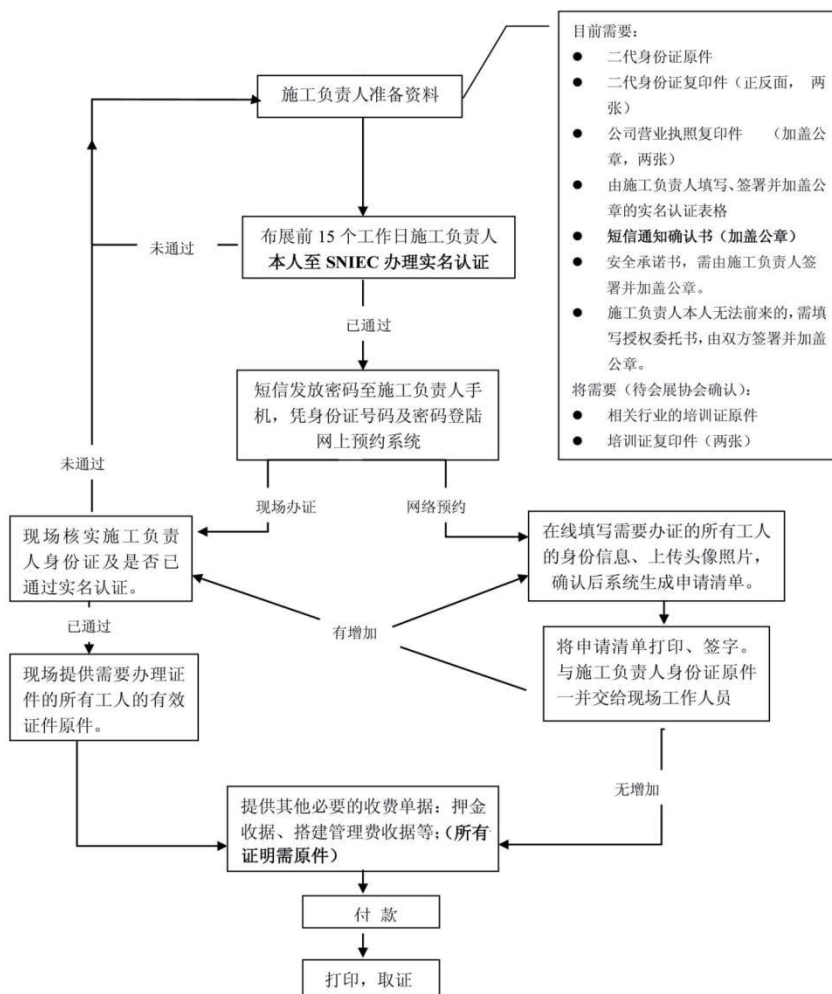 目前需要：
● 二代身份证原件
● 二代身份证复印件（正反面， 两
张）
● 公司营业执照复印件 （加盖公
章，两张）
● 由施工负责人填写、签署并加盖公
章的实名认证表格
● 短信通知确认书（加盖公章）
● 安全承诺书，需由施工负责人签
署并加盖公章。
● 施工负责人本人无法前来的，需填
写授权委托书，由双方签署并加盖
公章。
将需要（待会展协会确认）：
● 相关行业的培训证原件
● 培训证复印件（两张）
施工负责人准备资料
未通过
布展前 15 个工作日施工负责人
本人至 SNIEC 办理实名认证
已通过
短信发放密码至施工负责人手
机，凭身份证号码及密码登陆
网上预约系统
未通过
现场办证
网络预约
现场核实施工负责
人身份证及是否已
通过实名认证。
在线填写需要办证的所有工人
的身份信息、上传头像照片，
确认后系统生成申请清单。
已通过
有增加
现场提供需要办理证
件的所有工人的有效
证件原件。
将申请清单打印、签字。
与施工负责人身份证原件
一并交给现场工作人员
无增加
提供其他必要的收费单据：押金
收据、搭建管理费收据等；（所有
证明需原件）
付 款
打印，取证